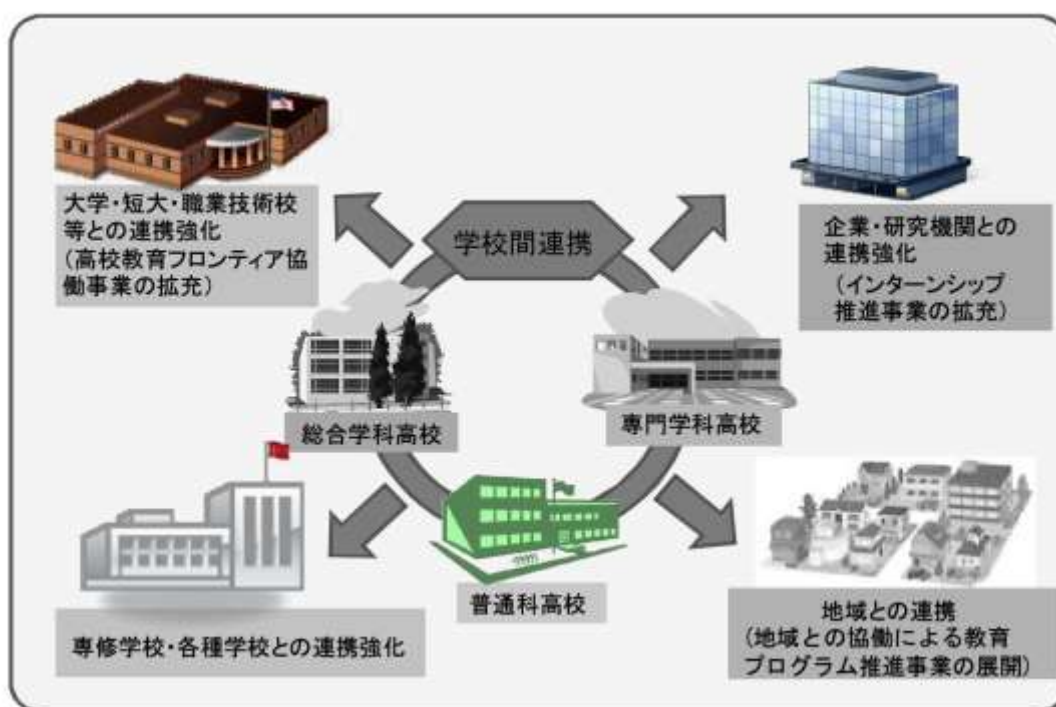 大学・短大・職業技術校
等との連携強化
(高校教育フロンティア協
働事業の拡充)
学校間連携
企業・研究機関との
連携強化
(インターンシップ
推進事業の拡充)
総合学科高校
専門学科高校
普通科高校
専修学校・各種学校との連携強化
地域との連携
(地域との協働による教育
プログラム推進事業の展開)